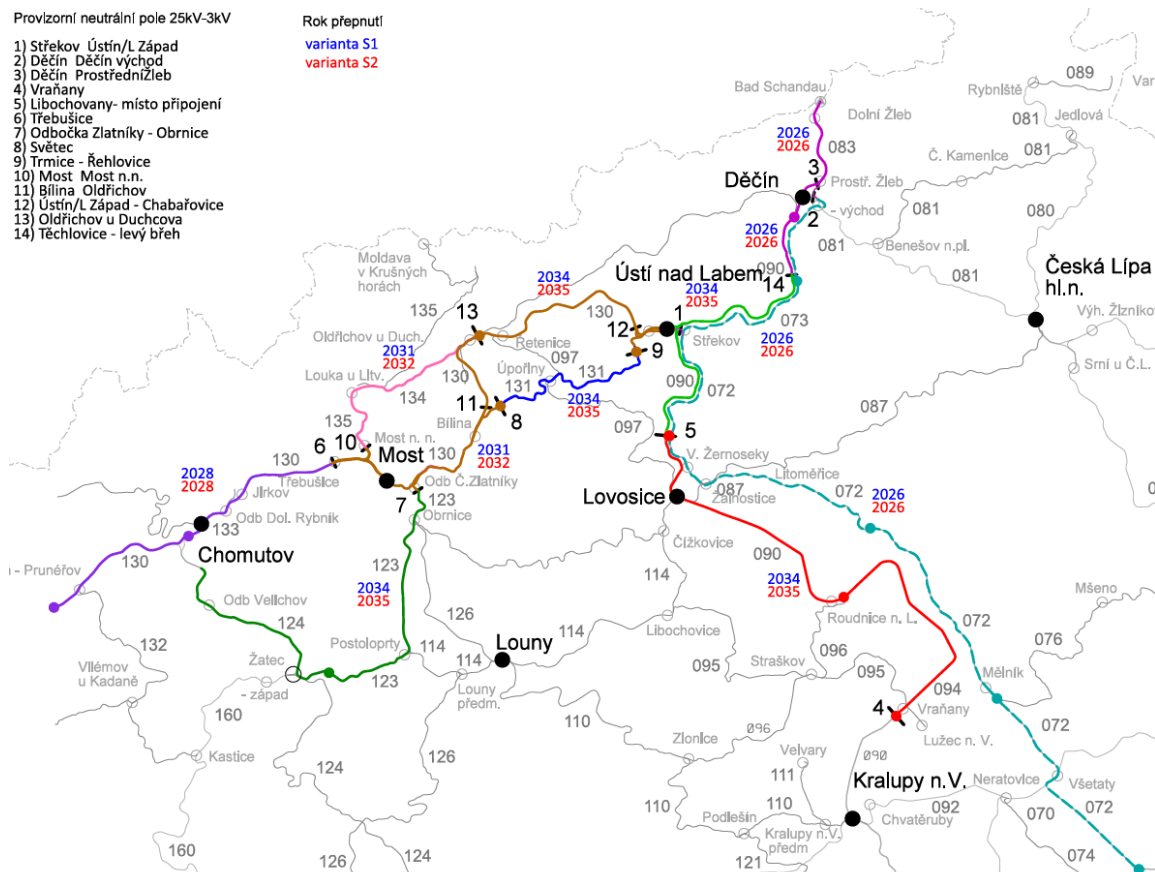 Provizorní neutrální pole 25kV-3kV
1) Střekov Ústín/L Západ
2) Děčín Děčín východ
3) Děčín ProstředníŽleb
4) Vraňany
5) Libochovany- místo připojení
6) Třebušice
7) Odbočka Zlatníky - Obrnice
8) Světec
9) Trmice - Řehlovice
10) Most Most n.n.
11) Bílina Oldřichov
12) Ústín/L Západ - Chabařovice
13) Oldřichov u Duchcova
14) Těchlovice - levý břeh
Rok přepnutí
varianta S1
varianta S2
089
Rybniště
Var
Bad Schandau
Dolní Žleb
081
Jedlová
2026
2026
083
081
Č. Kamenice
3
Prostř. Žleb
Děčín
2
- východ
081
080
081
Benešov n.pl.
081
2026
2026
Moldava
v Krušných
horách
Ústí nad Labem
090
14
Česká Lípa
hl.n.
2034
2035
2034
2035
135
13
130
12
1
073
Výh. Žlzníkov
Oldřichov u Duch.
Retenice
Střekov
9
2026
2026
Srní u Č.L.
2031
2032
097
130
Úpořiny
131
131
090
072
Louka u Litv.
134
11
8
2034
2035
087
135
Bílina
097
5
6
10
Most n. n.
2031
2032
V. Žernoseky
Most
130
Třebušice
130
Odb Č.Zlatníky
Litoměřice
087
072
2026
2026
2028
2028
Jirkov
7
123
Lovosice
Žalhostice
Odb Dol. Rybník
Obrnice
133
Čížkovice
090
Chomutov
130
- Prunéřov
123
114
2034
2035
Mšeno
2034
2035
Odb Velichov
126
Roudnice n. L.
072
124
Libochovice
076
132
Postoloprty
114
Louny
114
096
Vilémov
u Kadaně
Žatec
114
095
Straškov
095
Mělník
- západ
123
Louny
předm.
094
160
4
Vraňany
110
072
Lužec n. V.
096
Kastice
Zlonice
Velvary
090
126
124
111
Kralupy n.V.
Neratovice
Všetaty
110
110
092
070
072
Podlešín
Kralupy n.V.
předm
Chvatěruby
160
126
124
121
074